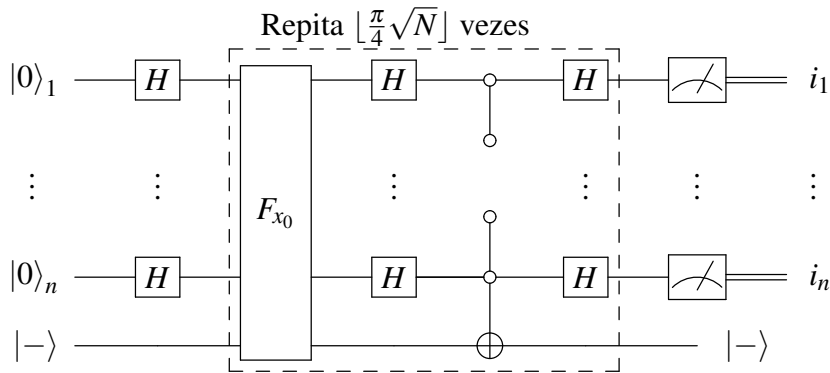 Repita ⌊π/4 √N⌋ vezes
|0⟩₁ H H H i₁
⋮ ⋮ F_{x₀} ⋮ ⋮ ⋮ ⋮
|0⟩ₙ H H H iₙ
|−⟩ |−⟩